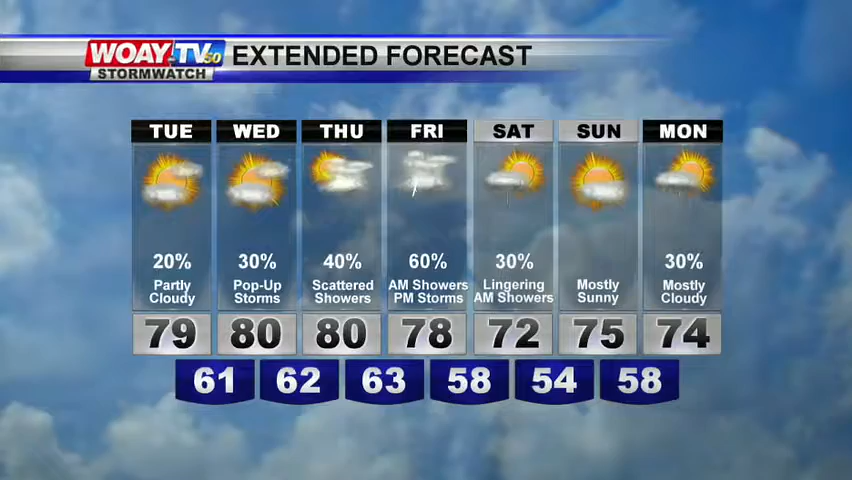 WOAY-TV 50
STORMWATCH
EXTENDED FORECAST
TUE WED THU FRI SAT SUN MON
20% 30% 40% 60% 30% 30%
Partly Pop-Up Scattered AM Showers Lingering Mostly Mostly
Cloudy Storms Showers PM Storms AM Showers Sunny Cloudy
79 80 80 78 72 75 74
61 62 63 58 54 58